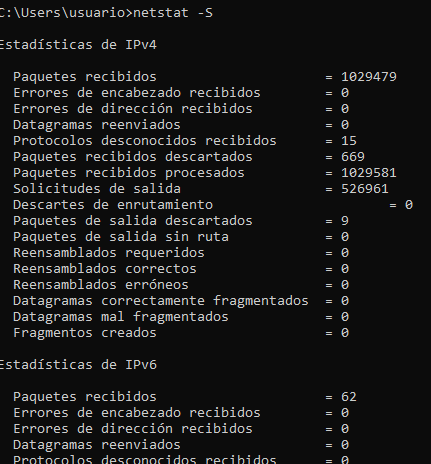 C:\Users\usuario>netstat -S
Estadísticas de IPv4
Paquetes recibidos = 1029479
Errores de encabezado recibidos = 0
Errores de dirección recibidos = 0
Datagramas reenviados = 0
Protocolos desconocidos recibidos = 15
Paquetes recibidos descartados = 669
Paquetes recibidos procesados = 1029581
Solicitudes de salida = 526961
Descartes de enrutamiento = 0
Paquetes de salida descartados = 9
Paquetes de salida sin ruta = 0
Reensamblados requeridos = 0
Reensamblados correctos = 0
Reensamblados erróneos = 0
Datagramas correctamente fragmentados = 0
Datagramas mal fragmentados = 0
Fragmentos creados = 0
Estadísticas de IPv6
Paquetes recibidos = 62
Errores de encabezado recibidos = 0
Errores de dirección recibidos = 0
Datagramas reenviados = 0
Protocolos desconocidos recibidos = 0